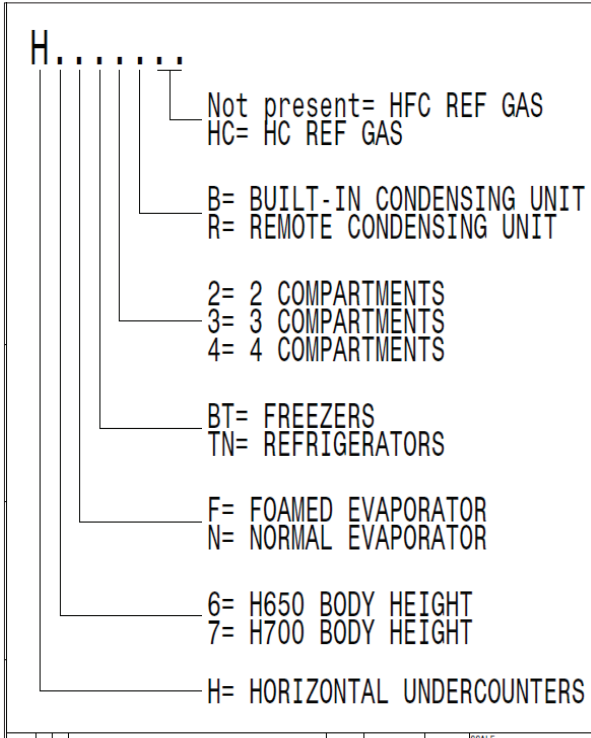 H.......
Not present= HFC REF GAS
HC= HC REF GAS
B= BUILT-IN CONDENSING UNIT
R= REMOTE CONDENSING UNIT
2= 2 COMPARTMENTS
3= 3 COMPARTMENTS
4= 4 COMPARTMENTS
BT= FREEZERS
TN= REFRIGERATORS
F= FOAMED EVAPORATOR
N= NORMAL EVAPORATOR
6= H650 BODY HEIGHT
7= H700 BODY HEIGHT
H= HORIZONTAL UNDERCOUNTERS
SCALE